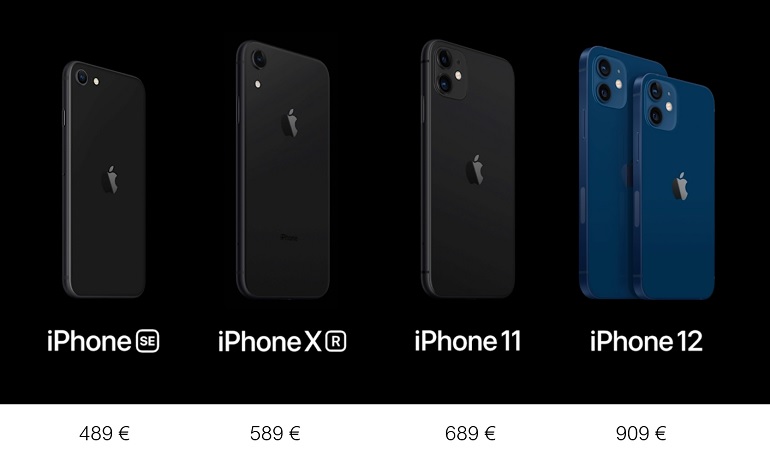 iPhone SE
iPhone XR
iPhone 11
iPhone 12
489 €
589 €
689 €
909 €